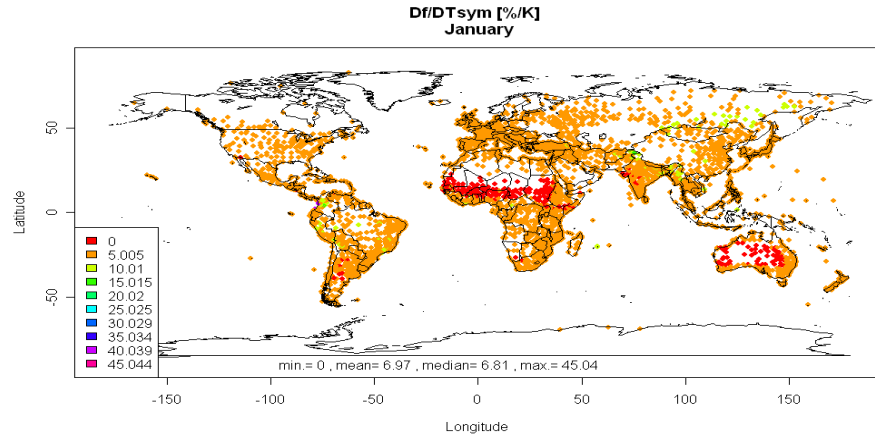 Df/DTsym [%/K]
January
Latitude
50
0
-50
0
5.005
10.01
15.015
20.02
25.025
30.029
35.034
40.039
45.044
min.= 0 , mean= 6.97 , median= 6.81 , max.= 45.04
-150 -100 -50 0 50 100 150
Longitude